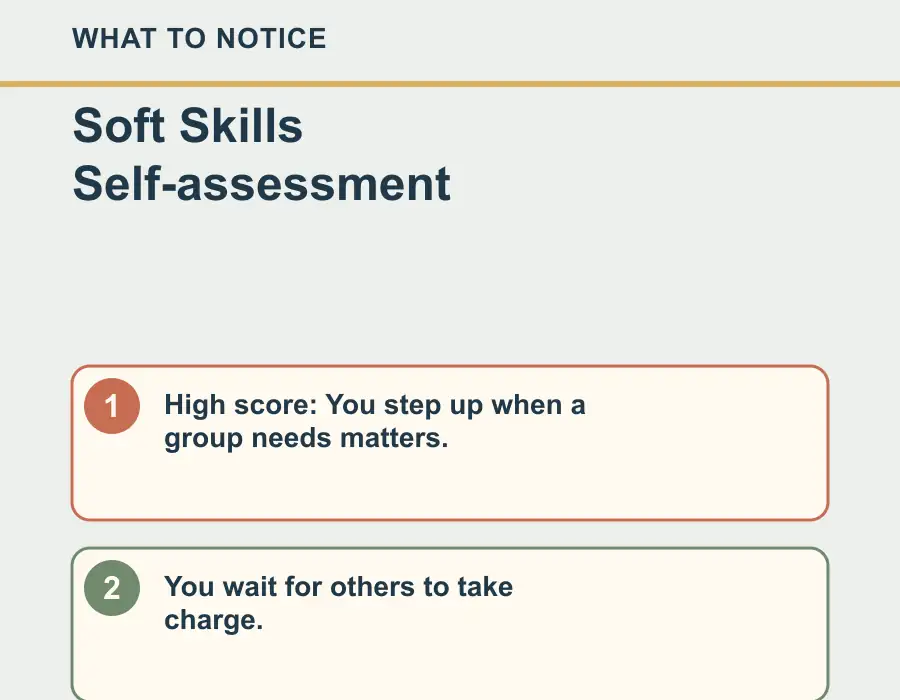 WHAT TO NOTICE
Soft Skills
Self-assessment
1
High score: You step up when a
group needs matters.
2
You wait for others to take
charge.